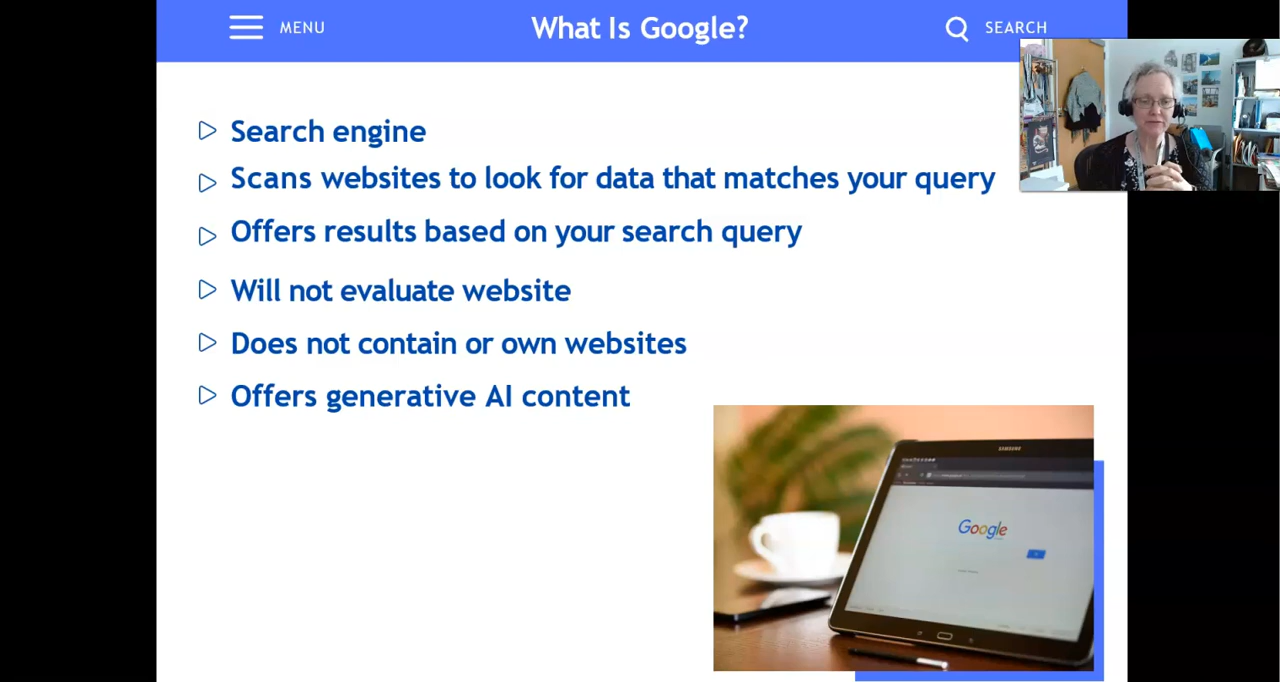 MENU
What Is Google?
SEARCH
Search engine
Scans websites to look for data that matches your query
Offers results based on your search query
Will not evaluate website
Does not contain or own websites
Offers generative AI content
SAMSUNG
Google